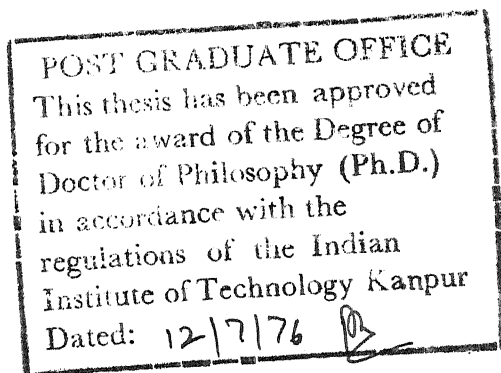 POST GRADUATE OFFICE
This thesis has been approved
for the award of the Degree of
Doctor of Philosophy (Ph.D.)
in accordance with the
regulations of the Indian
Institute of Technology Kanpur
Dated: 12/7/76